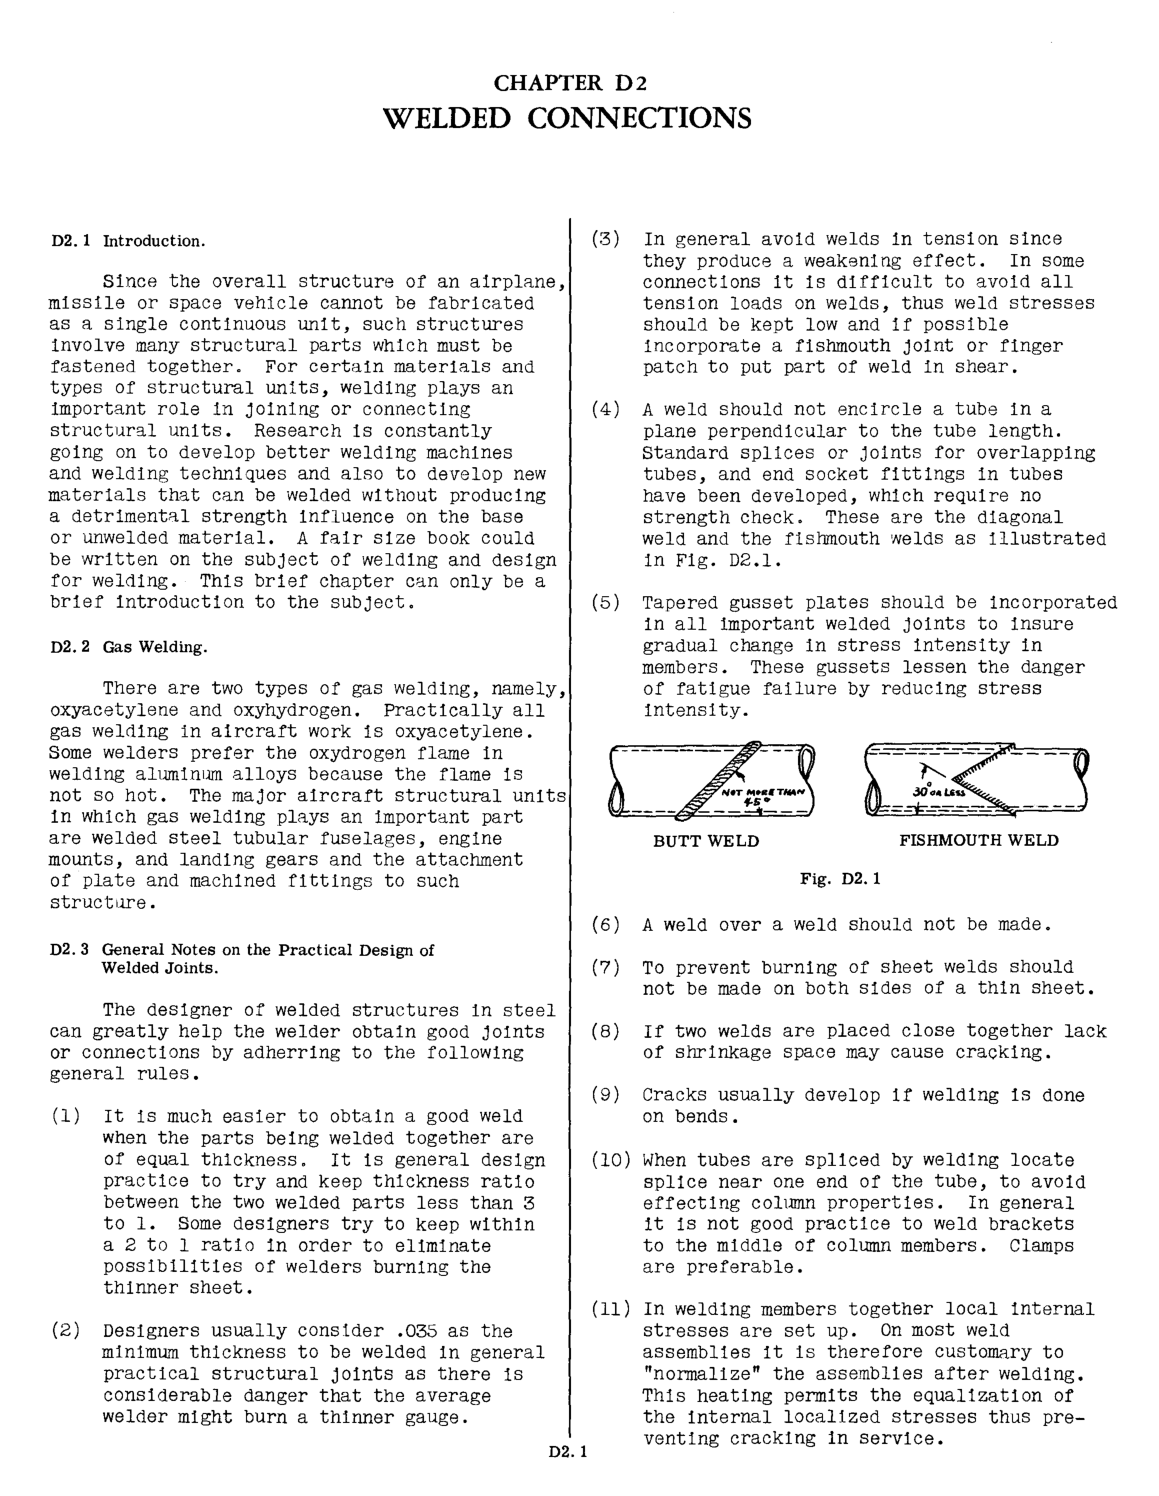 CHAPTER D2
WELDED CONNECTIONS
D2.1 Introduction.
Since the overall structure of an airplane,
missile or space vehicle cannot be fabricated
as a single continuous unit, such structures
involve many structural parts which must be
fastened together. For certain materials and
types of structural units, welding plays an
important role in joining or connecting
structural units. Research is constantly
going on to develop better welding machines
and welding techniques and also to develop new
materials that can be welded without producing
a detrimental strength influence on the base
or unwelded material. A fair size book could
be written on the subject of welding and design
for welding. This brief chapter can only be a
brief introduction to the subject.
D2.2 Gas Welding.
There are two types of gas welding, namely,
oxyacetylene and oxyhydrogen. Practically all
gas welding in aircraft work is oxyacetylene.
Some welders prefer the oxydrogen flame in
welding aluminum alloys because the flame is
not so hot. The major aircraft structural units
in which gas welding plays an important part
are welded steel tubular fuselages, engine
mounts, and landing gears and the attachment
of plate and machined fittings to such
structure.
D2.3 General Notes on the Practical Design of
Welded Joints.
The designer of welded structures in steel
can greatly help the welder obtain good joints
or connections by adherring to the following
general rules.
(1) It is much easier to obtain a good weld
when the parts being welded together are
of equal thickness. It is general design
practice to try and keep thickness ratio
between the two welded parts less than 3
to 1. Some designers try to keep within
a 2 to 1 ratio in order to eliminate
possibilities of welders burning the
thinner sheet.
(2) Designers usually consider .035 as the
minimum thickness to be welded in general
practical structural joints as there is
considerable danger that the average
welder might burn a thinner gauge.
(3) In general avoid welds in tension since
they produce a weakening effect. In some
connections it is difficult to avoid all
tension loads on welds, thus weld stresses
should be kept low and if possible
incorporate a fishmouth joint or finger
patch to put part of weld in shear.
(4) A weld should not encircle a tube in a
plane perpendicular to the tube length.
Standard splices or joints for overlapping
tubes, and end socket fittings in tubes
have been developed, which require no
strength check. These are the diagonal
weld and the fishmouth welds as illustrated
in Fig. D2.1.
(5) Tapered gusset plates should be incorporated
in all important welded joints to insure
gradual change in stress intensity in
members. These gussets lessen the danger
of fatigue failure by reducing stress
intensity.
NOT MORE THAN
45°
30° OR LESS
BUTT WELD
FISHMOUTH WELD
Fig. D2.1
(6) A weld over a weld should not be made.
(7) To prevent burning of sheet welds should
not be made on both sides of a thin sheet.
(8) If two welds are placed close together lack
of shrinkage space may cause cracking.
(9) Cracks usually develop if welding is done
on bends.
(10) When tubes are spliced by welding locate
splice near one end of the tube, to avoid
effecting column properties. In general
it is not good practice to weld brackets
to the middle of column members. Clamps
are preferable.
(11) In welding members together local internal
stresses are set up. On most weld
assemblies it is therefore customary to
"normalize" the assemblies after welding.
This heating permits the equalization of
the internal localized stresses thus pre-
venting cracking in service.
D2.1